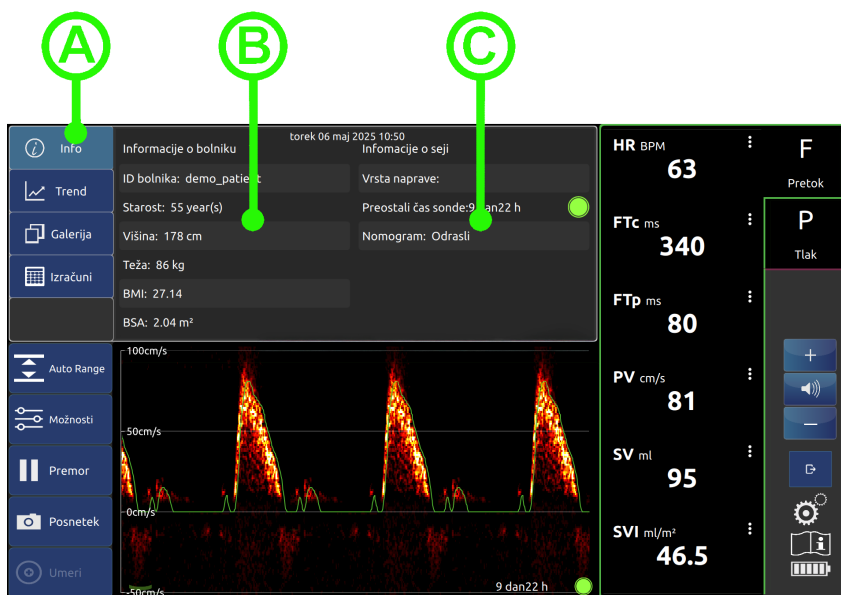 A
B
C
torek 06 maj 2025 10:50
Info
Trend
Galerija
Izračuni
Informacije o bolniku
ID bolnika: demo_patient
Starost: 55 year(s)
Višina: 178 cm
Teža: 86 kg
BMI: 27.14
BSA: 2.04 m²
Infomacije o seji
Vrsta naprave:
Preostali čas sonde:9 dan22 h
Nomogram: Odrasli
Auto Range
Možnosti
Premor
Posnetek
Umeri
100cm/s
50cm/s
0cm/s
-50cm/s
9 dan22 h
HR BPM
63
FTc ms
340
FTp ms
80
PV cm/s
81
SV ml
95
SVI ml/m²
46.5
F
Pretok
P
Tlak